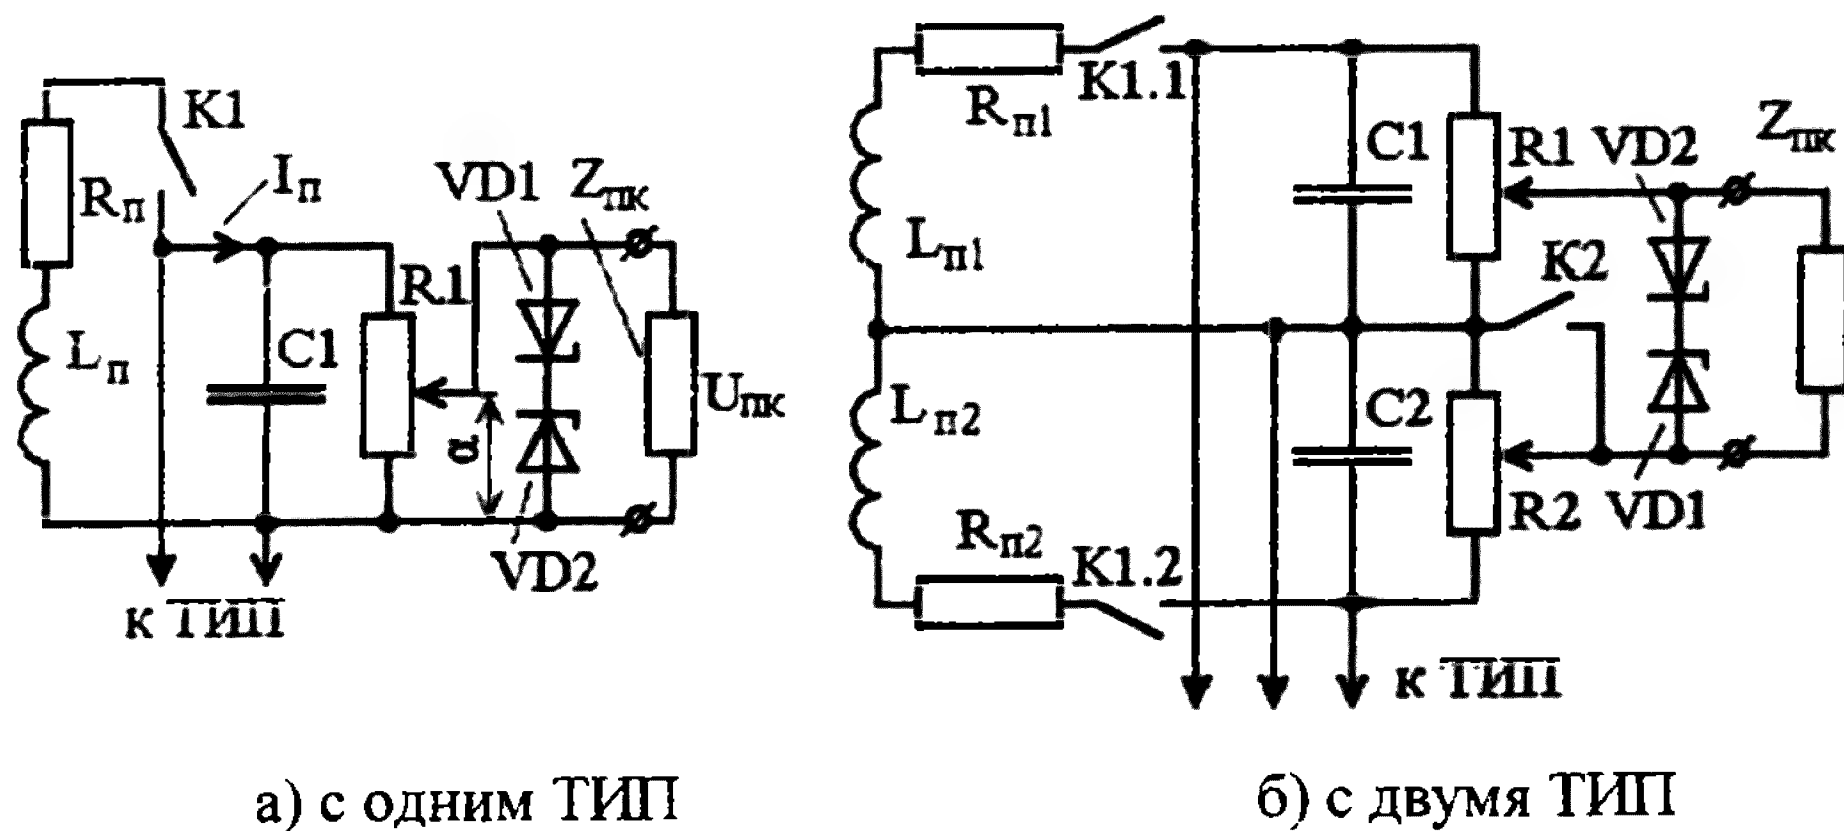 K1
Rп
Iп
VD1
Zпк
Lп
C1
R1
α
Uпк
VD2
к ТИП
а) с одним ТИП
Rп1
K1.1
C1
R1
VD2
Zпк
Lп1
K2
Lп2
C2
R2
VD1
Rп2
K1.2
к ТИП
б) с двумя ТИП